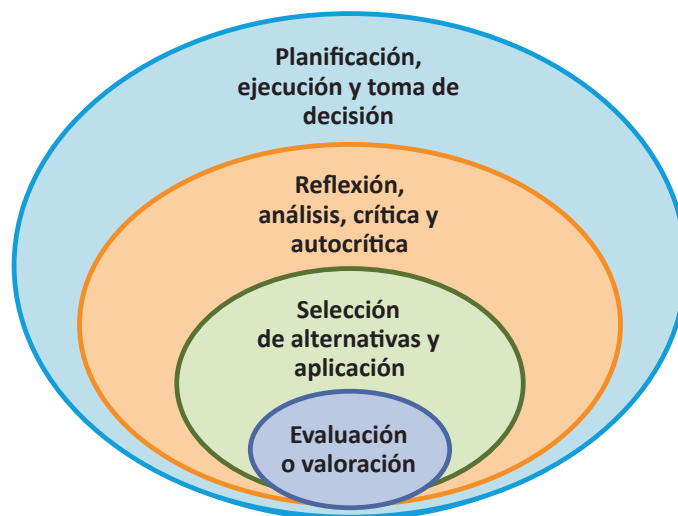 Planificación,
ejecución y toma de
decisión
Reflexión,
análisis, crítica y
autocrítica
Selección
de alternativas y
aplicación
Evaluación
o valoración